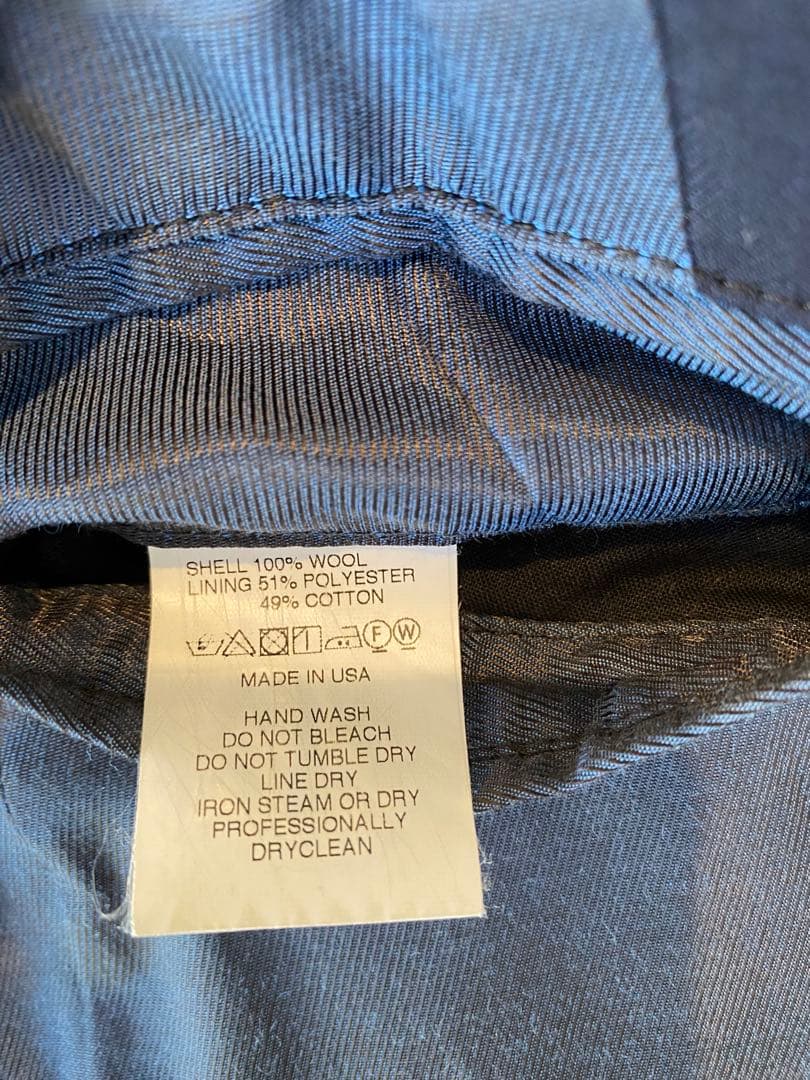 SHELL 100% WOOL
LINING 51% POLYESTER
49% COTTON
F W
MADE IN USA
HAND WASH
DO NOT BLEACH
DO NOT TUMBLE DRY
LINE DRY
IRON STEAM OR DRY
PROFESSIONALLY
DRYCLEAN